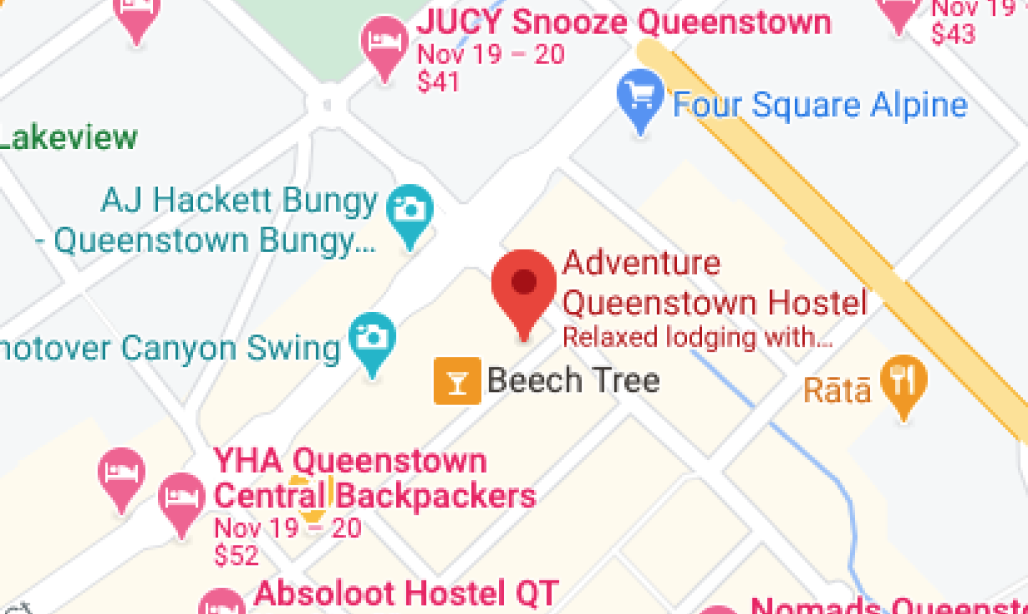 JUCY Snooze Queenstown
Nov 19 – 20
$41
Nov 19 –
$43
Four Square Alpine
Lakeview
AJ Hackett Bungy
- Queenstown Bungy...
Adventure
Queenstown Hostel
Relaxed lodging with...
hotover Canyon Swing
Beech Tree
Rātā
YHA Queenstown
Central Backpackers
Nov 19 – 20
$52
Absoloot Hostel QT
Nomads Queensto